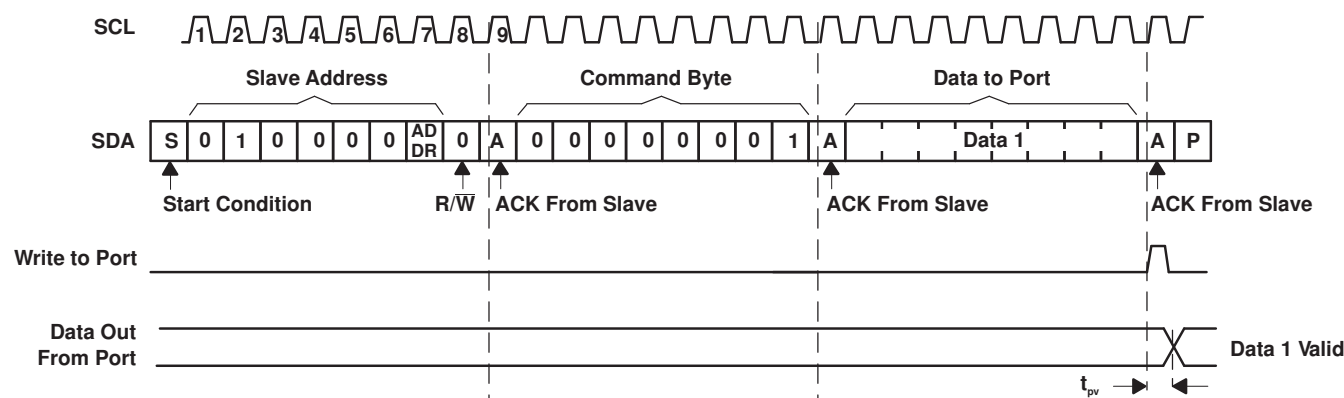 SCL
1 2 3 4 5 6 7 8 9
Slave Address Command Byte Data to Port
SDA S 0 1 0 0 0 0 AD DR 0 A 0 0 0 0 0 0 0 1 A Data 1 A P
Start Condition R/W̅ ACK From Slave ACK From Slave ACK From Slave
Write to Port
Data Out
From Port
Data 1 Valid
tpv